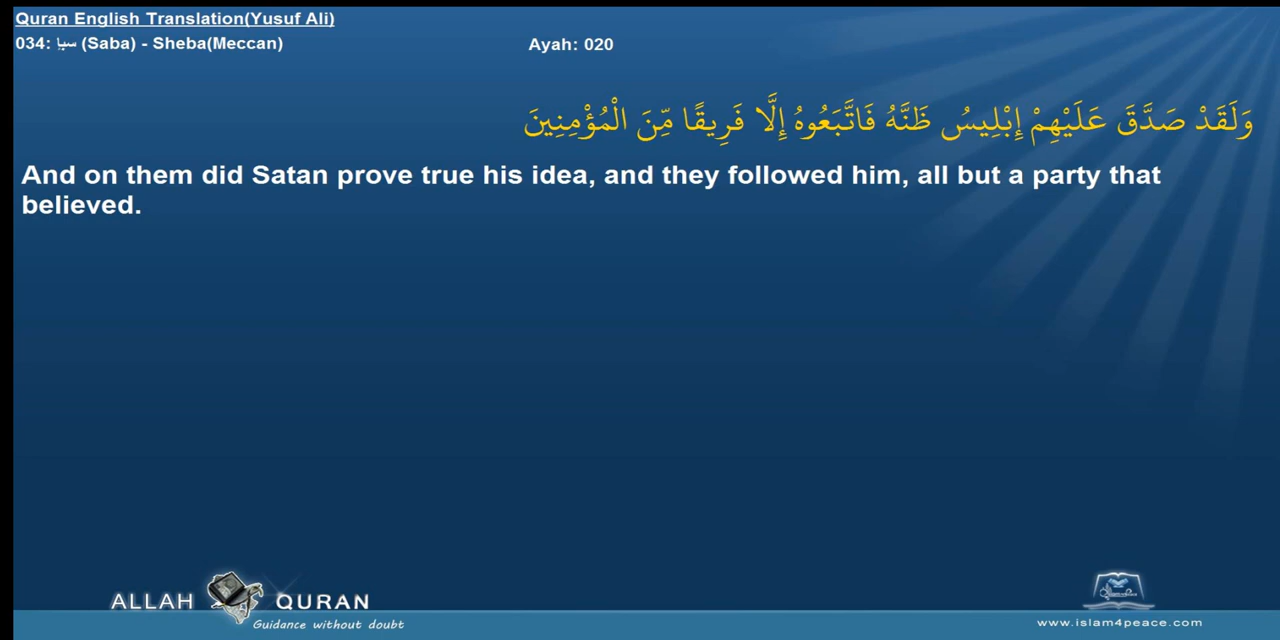 Quran English Translation(Yusuf Ali)
034: سبإ (Saba) - Sheba(Meccan) Ayah: 020
وَلَقَدْ صَدَّقَ عَلَيْهِمْ إِبْلِيسُ ظَنَّهُ فَاتَّبَعُوهُ إِلَّا فَرِيقًا مِّنَ الْمُؤْمِنِينَ
And on them did Satan prove true his idea, and they followed him, all but a party that
believed.
ALLAH QURAN
Guidance without doubt
www.islam4peace.com